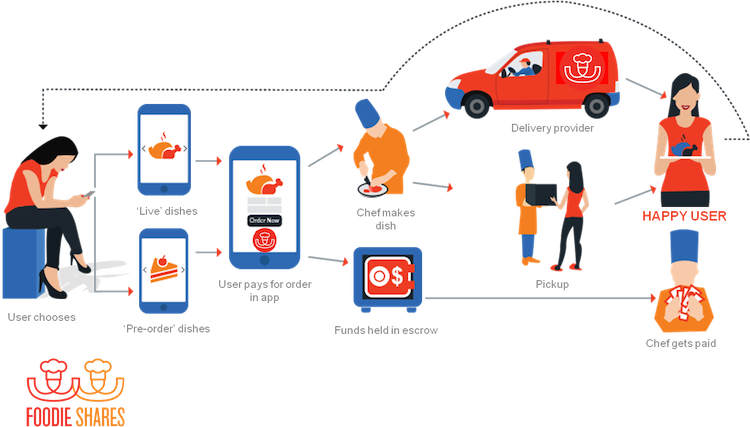 Delivery provider
'Live' dishes
Order Now
Chef makes
dish
HAPPY USER
User pays for order
in app
Pickup
$
User chooses
'Pre-order' dishes
Funds held in escrow
Chef gets paid
FOODIE SHARES